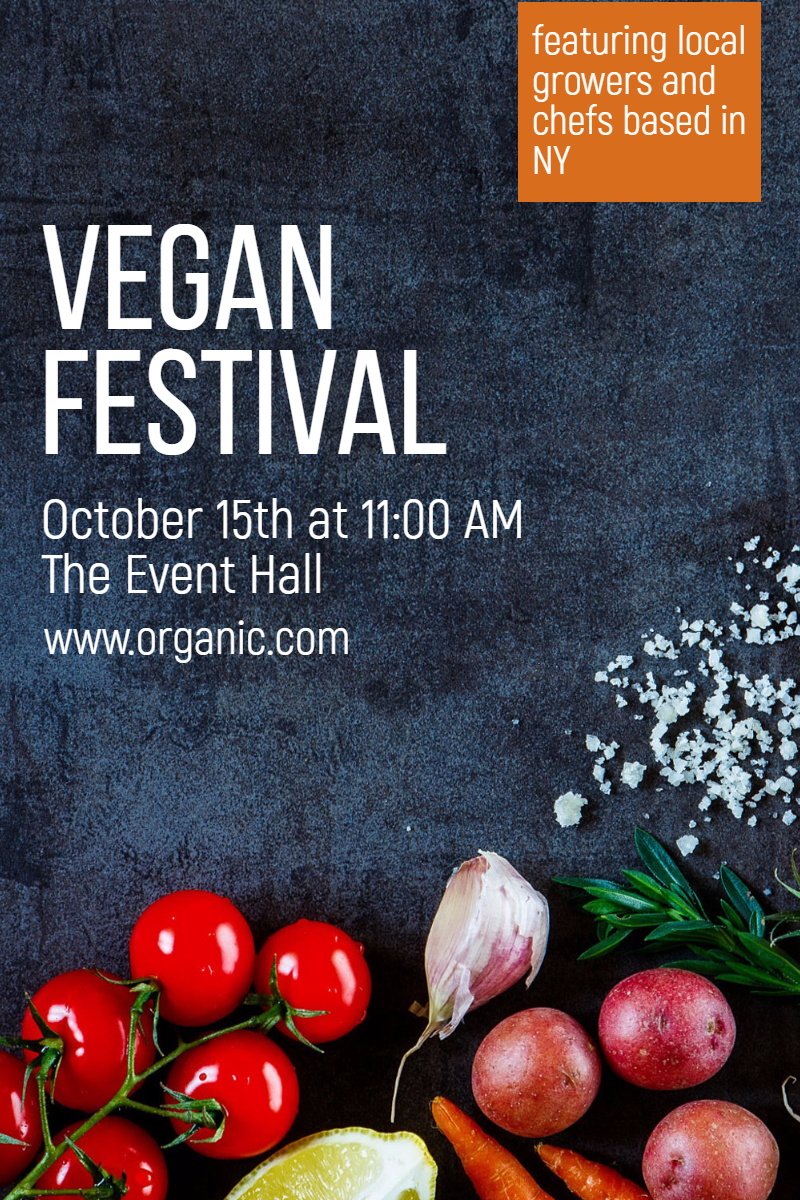 featuring local
growers and
chefs based in
NY
VEGAN
FESTIVAL
October 15th at 11:00 AM
The Event Hall
www.organic.com